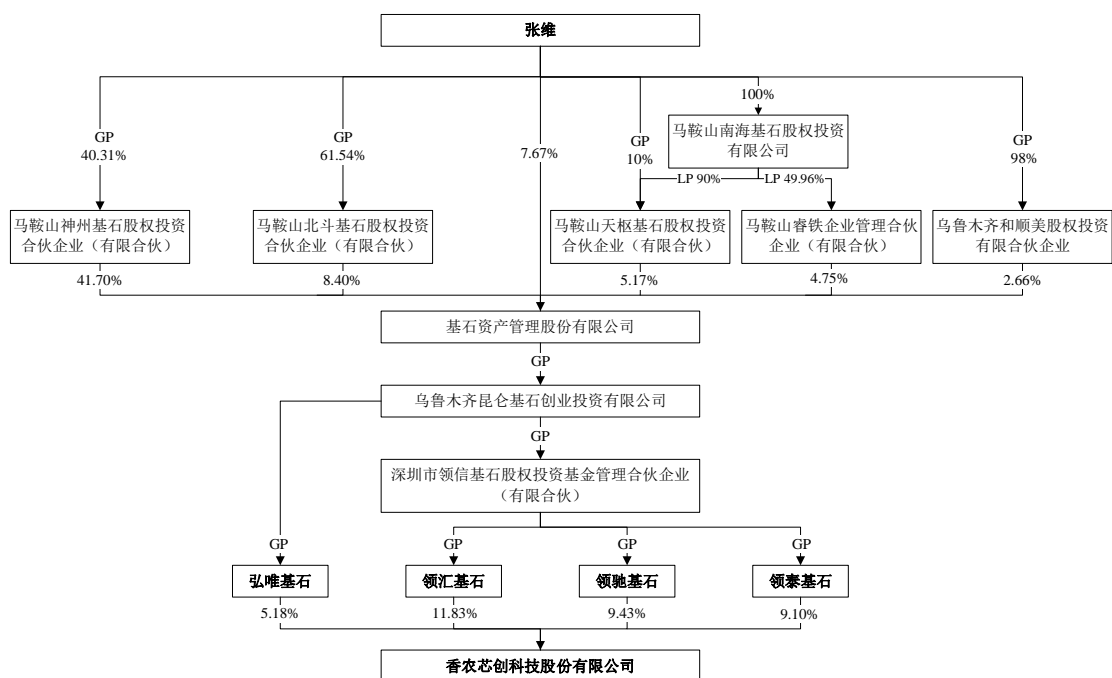 张维
100%
GP
40.31%
GP
61.54%
7.67%
GP
10%
马鞍山南海基石股权投资
有限公司
GP
98%
LP 90%
LP 49.96%
马鞍山神州基石股权投资
合伙企业（有限合伙）
马鞍山北斗基石股权投资
合伙企业（有限合伙）
马鞍山天枢基石股权投资
合伙企业（有限合伙）
马鞍山睿铁企业管理合伙
企业（有限合伙）
乌鲁木齐和顺美股权投资
有限合伙企业
41.70%
8.40%
5.17%
4.75%
2.66%
基石资产管理股份有限公司
GP
乌鲁木齐昆仑基石创业投资有限公司
GP
深圳市领信基石股权投资基金管理合伙企业
（有限合伙）
GP
GP
GP
GP
弘唯基石
领汇基石
领驰基石
领泰基石
5.18%
11.83%
9.43%
9.10%
香农芯创科技股份有限公司